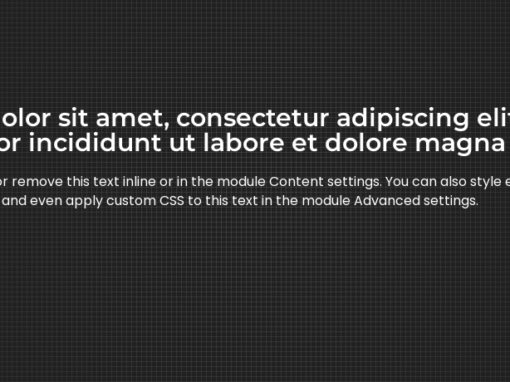 olor sit amet, consectetur adipiscing elit
or incididunt ut labore et dolore magna
or remove this text inline or in the module Content settings. You can also style e
and even apply custom CSS to this text in the module Advanced settings.